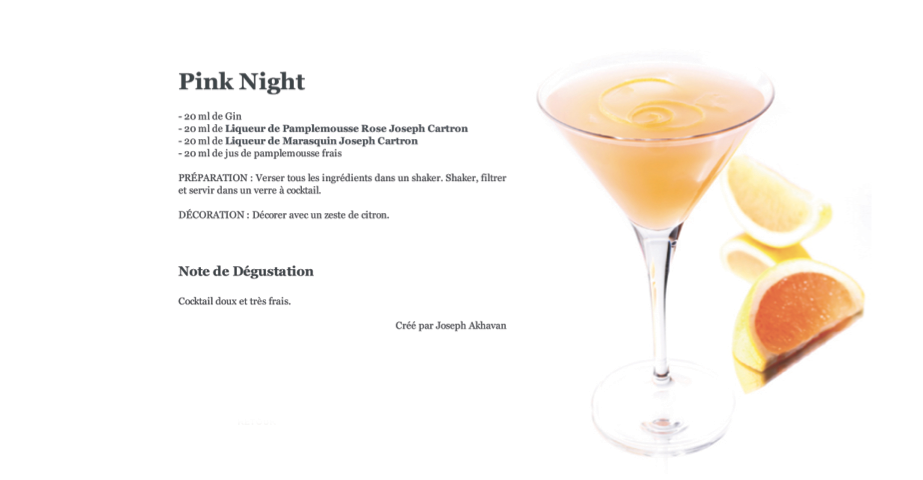 Pink Night
- 20 ml de Gin
- 20 ml de Liqueur de Pamplemousse Rose Joseph Cartron
- 20 ml de Liqueur de Marasquin Joseph Cartron
- 20 ml de jus de pamplemousse frais
PRÉPARATION : Verser tous les ingrédients dans un shaker. Shaker, filtrer
et servir dans un verre à cocktail.
DÉCORATION : Décorer avec un zeste de citron.
Note de Dégustation
Cocktail doux et très frais.
Créé par Joseph Akhavan